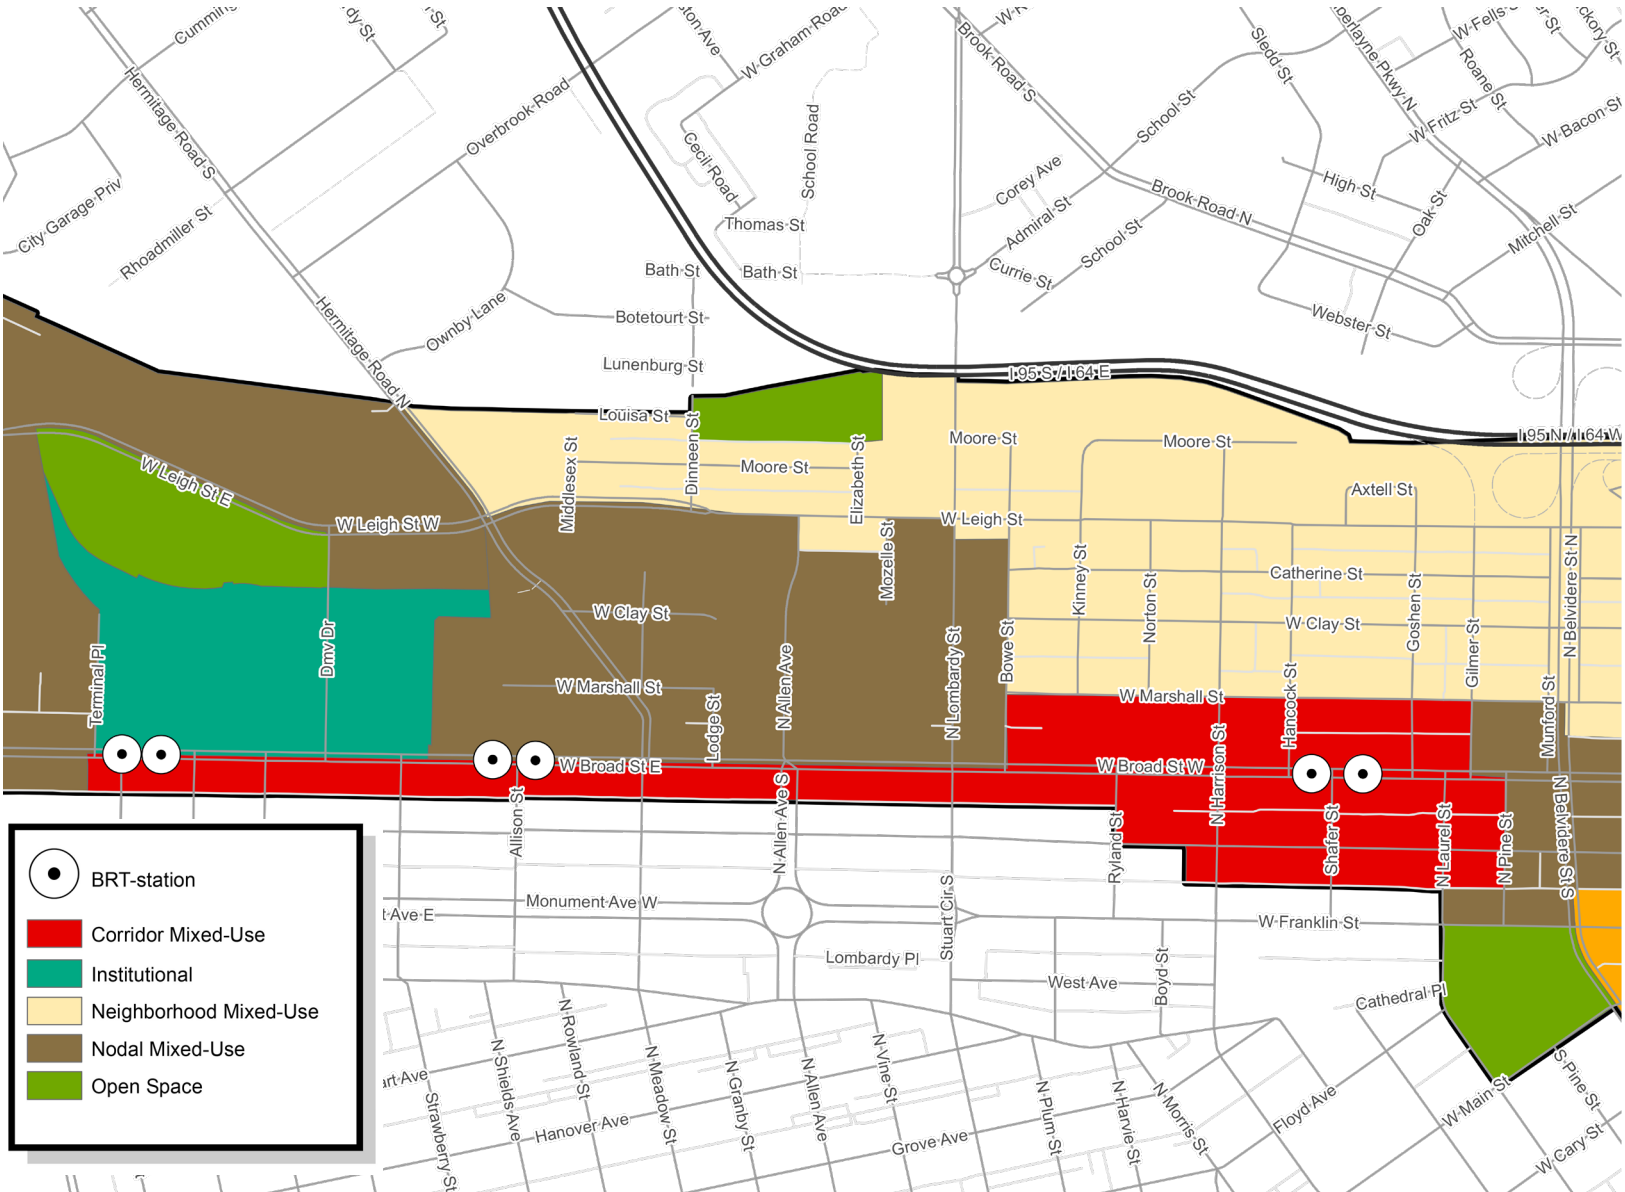 Cumming
dy-St
W-Graham-Road
Brook-Road-S
Sledd-St
W-Fells-S
Hermitage-Road-S
Overbrook-Road
School-St
Roane-St
W-Fritz-St
W-Bacon-St
Cecil-Road
School Road
Corey Ave
Brook-Road-N
High-St
Oak-St
City-Garage-Priv
Rhoadmiller St
Thomas-St
Admiral-St
School-St
Mitchell-St
Bath-St
Bath-St
Currie-St
Hermitage-Road-N
Ownby Lane
Botetourt-St
Webster-St
Lunenburg-St
I 95 S / I 64 E
Louisa St
Dinneen St
Middlesex St
Elizabeth-St
Moore-St
Moore-St
Moore-St
I 95 N / I 64 W
W Leigh St E
W Leigh St W
W Leigh St
Axtell-St
Mozelle St
Kinney-St
Norton-St
Catherine St
Goshen-St
N-Belvidere-St-N
W-Clay St
W-Clay-St
Dmv Dr
Bowe-St
Gilmer-St
Terminal Pl
W-Marshall St
W-Marshall St
N-Allen-Ave
N-Lombardy-St
Hancock-St
Munford-St
Lodge-St
N-Harrison-St
W Broad St E
W Broad St W
Allison-St
N-Allen-Ave-S
Ryland-St
Shafer St
N-Laurel-St
N-Pine-St
N-Belvidere-St-S
BRT-station
Corridor Mixed-Use
Institutional
Neighborhood Mixed-Use
Nodal Mixed-Use
Open Space
Monument-Ave W
t Ave E
Stuart-Cir-S
W-Franklin-St
Lombardy Pl
West-Ave
Boyd-St
Cathedral Pl
art-Ave
Strawberry-St
N-Shields-Ave
N-Rowland-St
Hanover-Ave
N-Meadow-St
N-Granby-St
N-Allen-Ave
N-Vine-St
Grove-Ave
N-Plum-St
N-Harvie-St
N-Morris-St
Floyd-Ave
W-Main-St
S-Pine-St
W-Cary-St